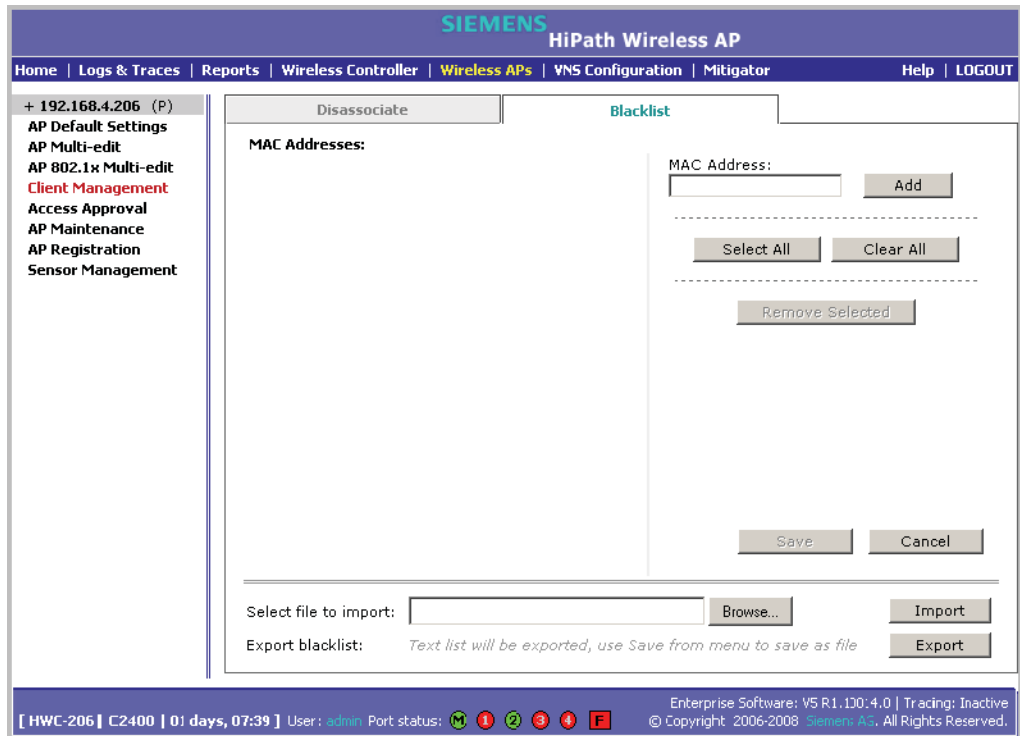 SIEMENS
HiPath Wireless AP
Home | Logs & Traces | Reports | Wireless Controller | Wireless APs | VNS Configuration | Mitigator Help | LOGOUT
+ 192.168.4.206 (P)
AP Default Settings
AP Multi-edit
AP 802.1x Multi-edit
Client Management
Access Approval
AP Maintenance
AP Registration
Sensor Management
Disassociate
Blacklist
MAC Addresses:
MAC Address:
Add
Select All
Clear All
Remove Selected
Save
Cancel
Select file to import:
Browse...
Import
Export blacklist:
Text list will be exported, use Save from menu to save as file
Export
[ HWC-206 | C2400 | 01 days, 07:39 ] User: admin Port status: M 1 2 3 4 F
Enterprise Software: V5 R1. | Tracing: Inactive
© Copyright 2006-2008 Siemens AG. All Rights Reserved.